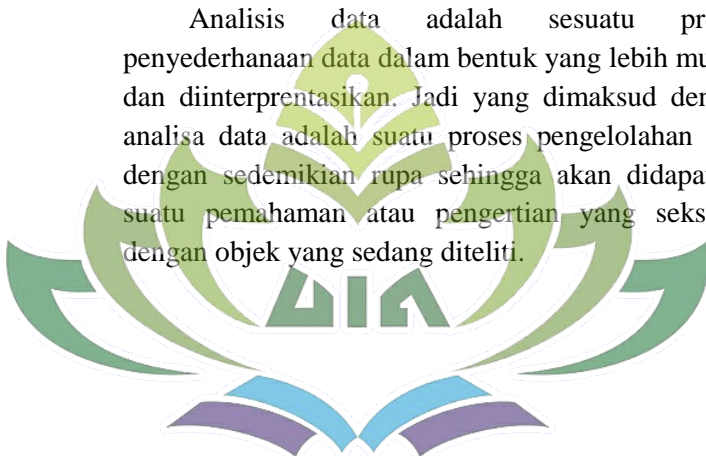 Analisis data adalah sesuatu pr
penyederhanaan data dalam bentuk yang lebih mu
dan diinterprentasikan. Jadi yang dimaksud den
analisa data adalah suatu proses pengelolahan
dengan sedemikian rupa sehingga akan didapa
suatu pemahaman atau pengertian yang seks
dengan objek yang sedang diteliti.
UIN